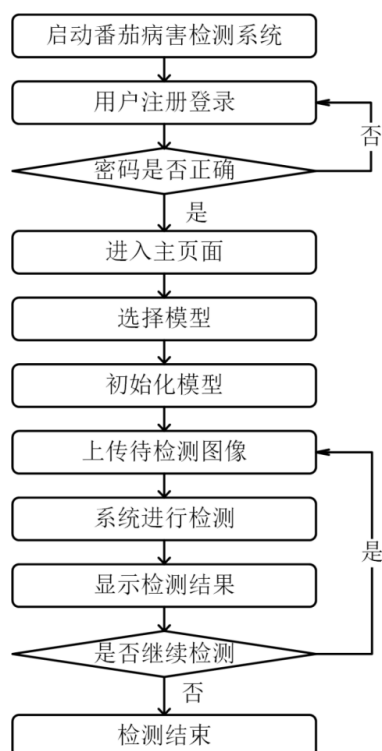 启动番茄病害检测系统
用户注册登录
否
密码是否正确
是
进入主页面
选择模型
初始化模型
上传待检测图像
系统进行检测
是
显示检测结果
是否继续检测
否
检测结束